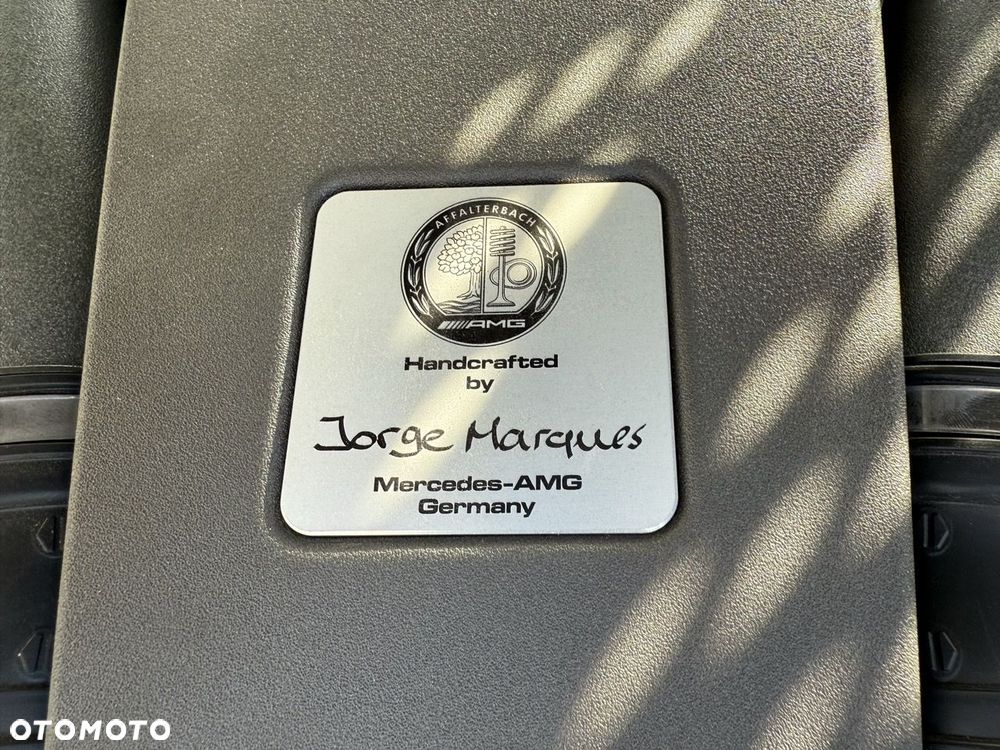 AFFALTERBACH
AMG
Handcrafted
by
Jorge Marques
Mercedes-AMG
Germany
OTOMOTO